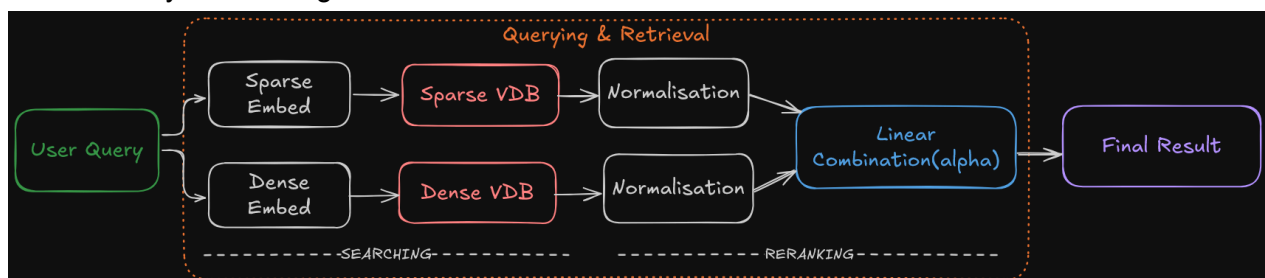 Querying & Retrieval
User Query
Sparse
Embed
Sparse VDB
Normalisation
Dense
Embed
Dense VDB
Normalisation
Linear
Combination(alpha)
Final Result
SEARCHING
RERANKING